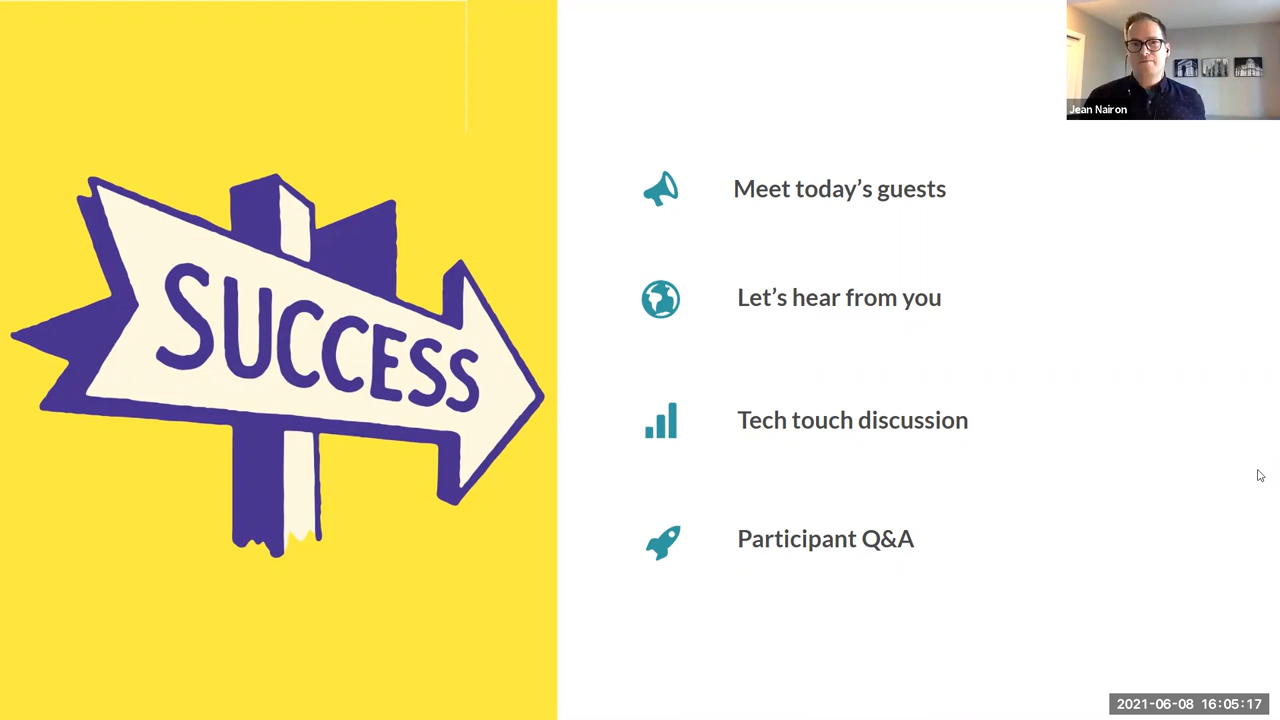 Jean Nairon
SUCCESS
Meet today’s guests
Let’s hear from you
Tech touch discussion
Participant Q&A
2021-06-08 16:05:17